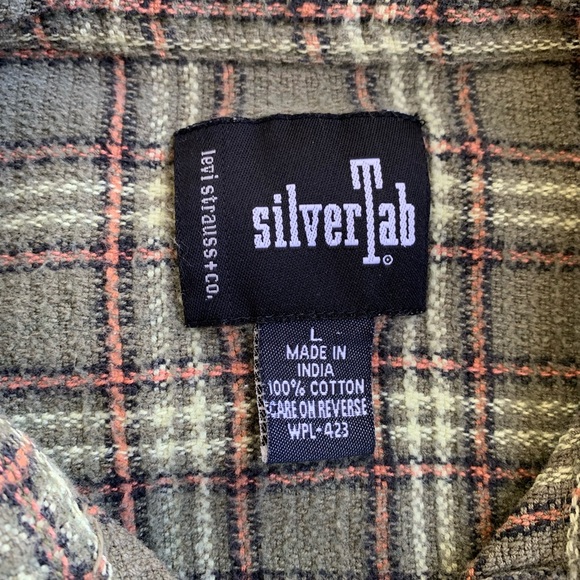 levi strauss+co.
silverTab
L
MADE IN
INDIA
100% COTTON
CARE ON REVERSE
WPL-423